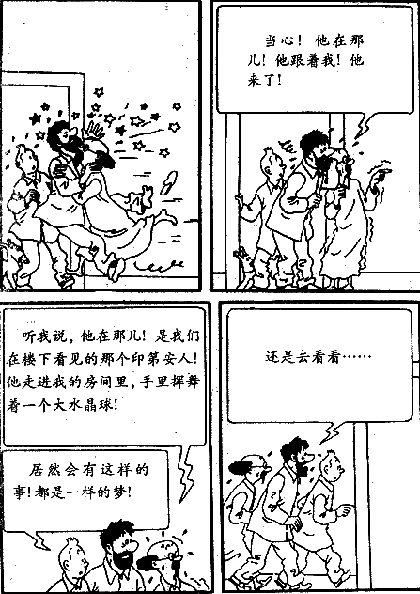 当心！他在那
儿！他跟着我！他
来了！
听我说，他在那儿！是我们
在楼下看见的那个印第安人！
他走进我的房间里，手里挥舞
着一个大水晶球！
居然会有这样的
事！都是一样的梦！
还是去看看……